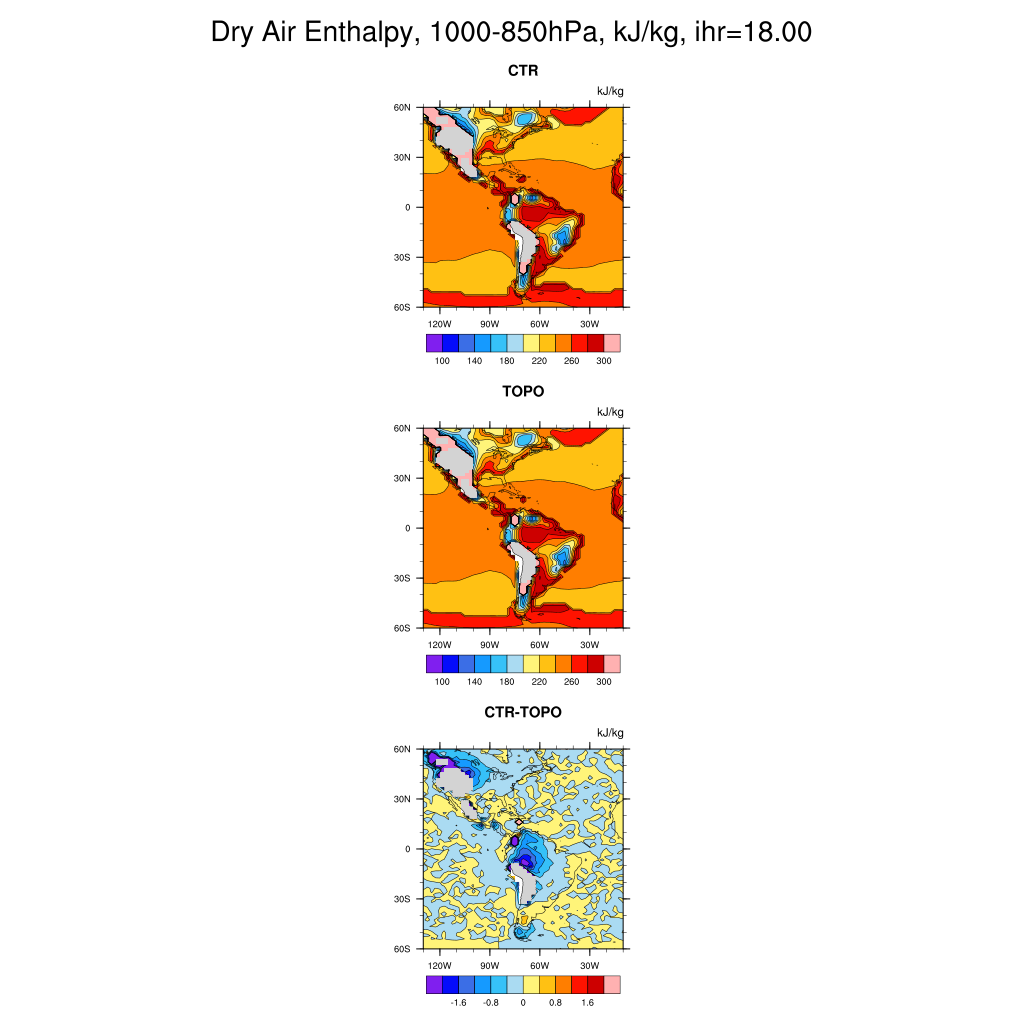 Dry Air Enthalpy, 1000-850hPa, kJ/kg, ihr=18.00
CTR
kJ/kg
60N
30N
0
30S
60S
120W 90W 60W 30W
100 140 180 220 260 300
TOPO
kJ/kg
60N
30N
0
30S
60S
120W 90W 60W 30W
100 140 180 220 260 300
CTR-TOPO
kJ/kg
60N
30N
0
30S
60S
120W 90W 60W 30W
-1.6 -0.8 0 0.8 1.6